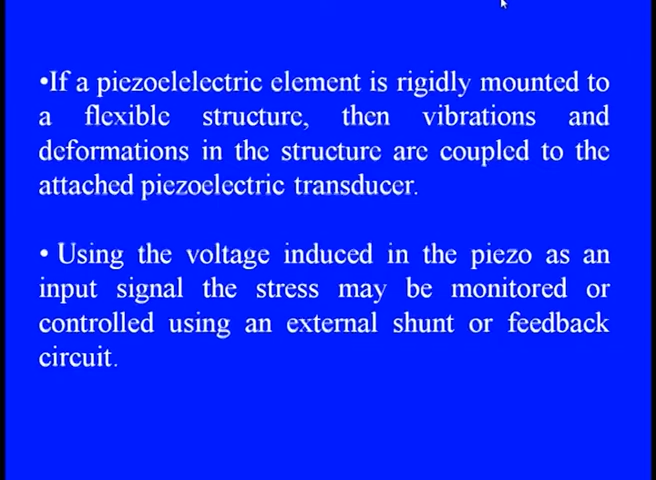 •If a piezoelelectric element is rigidly mounted to
a flexible structure, then vibrations and
deformations in the structure are coupled to the
attached piezoelectric transducer.
• Using the voltage induced in the piezo as an
input signal the stress may be monitored or
controlled using an external shunt or feedback
circuit.